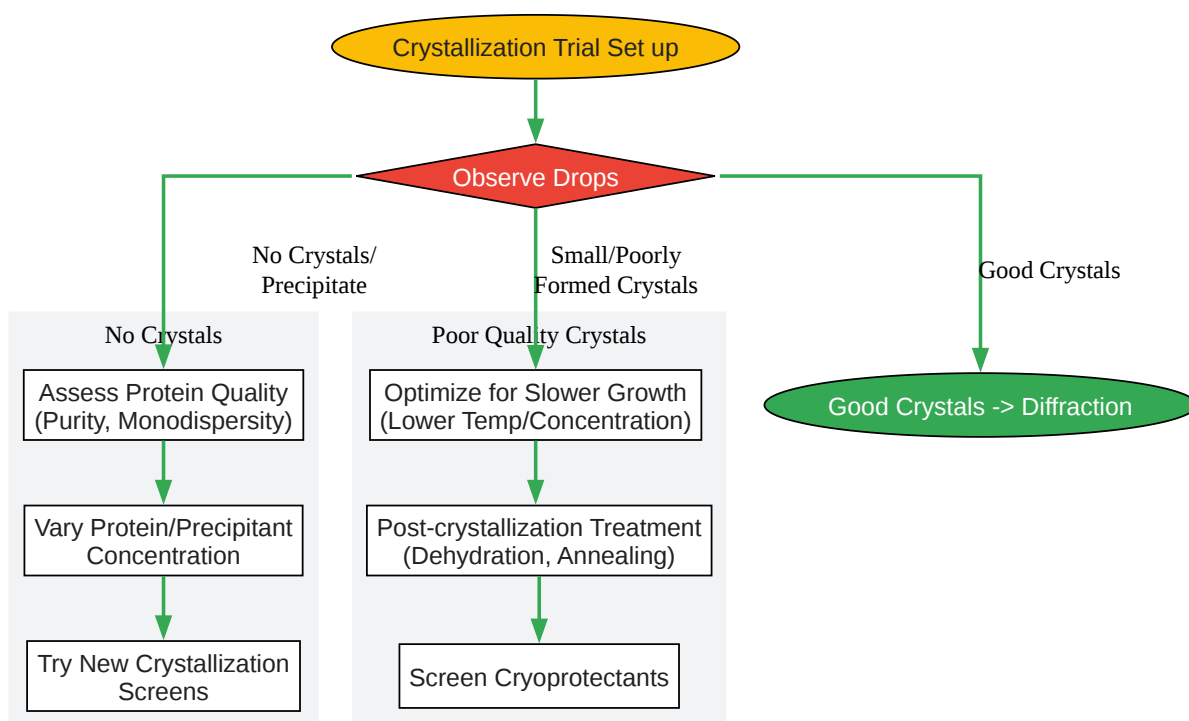 Crystallization Trial Set up
Observe Drops
No Crystals/
Precipitate
Small/Poorly
Formed Crystals
Good Crystals
No Crystals
Assess Protein Quality
(Purity, Monodispersity)
Vary Protein/Precipitant
Concentration
Try New Crystallization
Screens
Poor Quality Crystals
Optimize for Slower Growth
(Lower Temp/Concentration)
Post-crystallization Treatment
(Dehydration, Annealing)
Screen Cryoprotectants
Good Crystals -> Diffraction